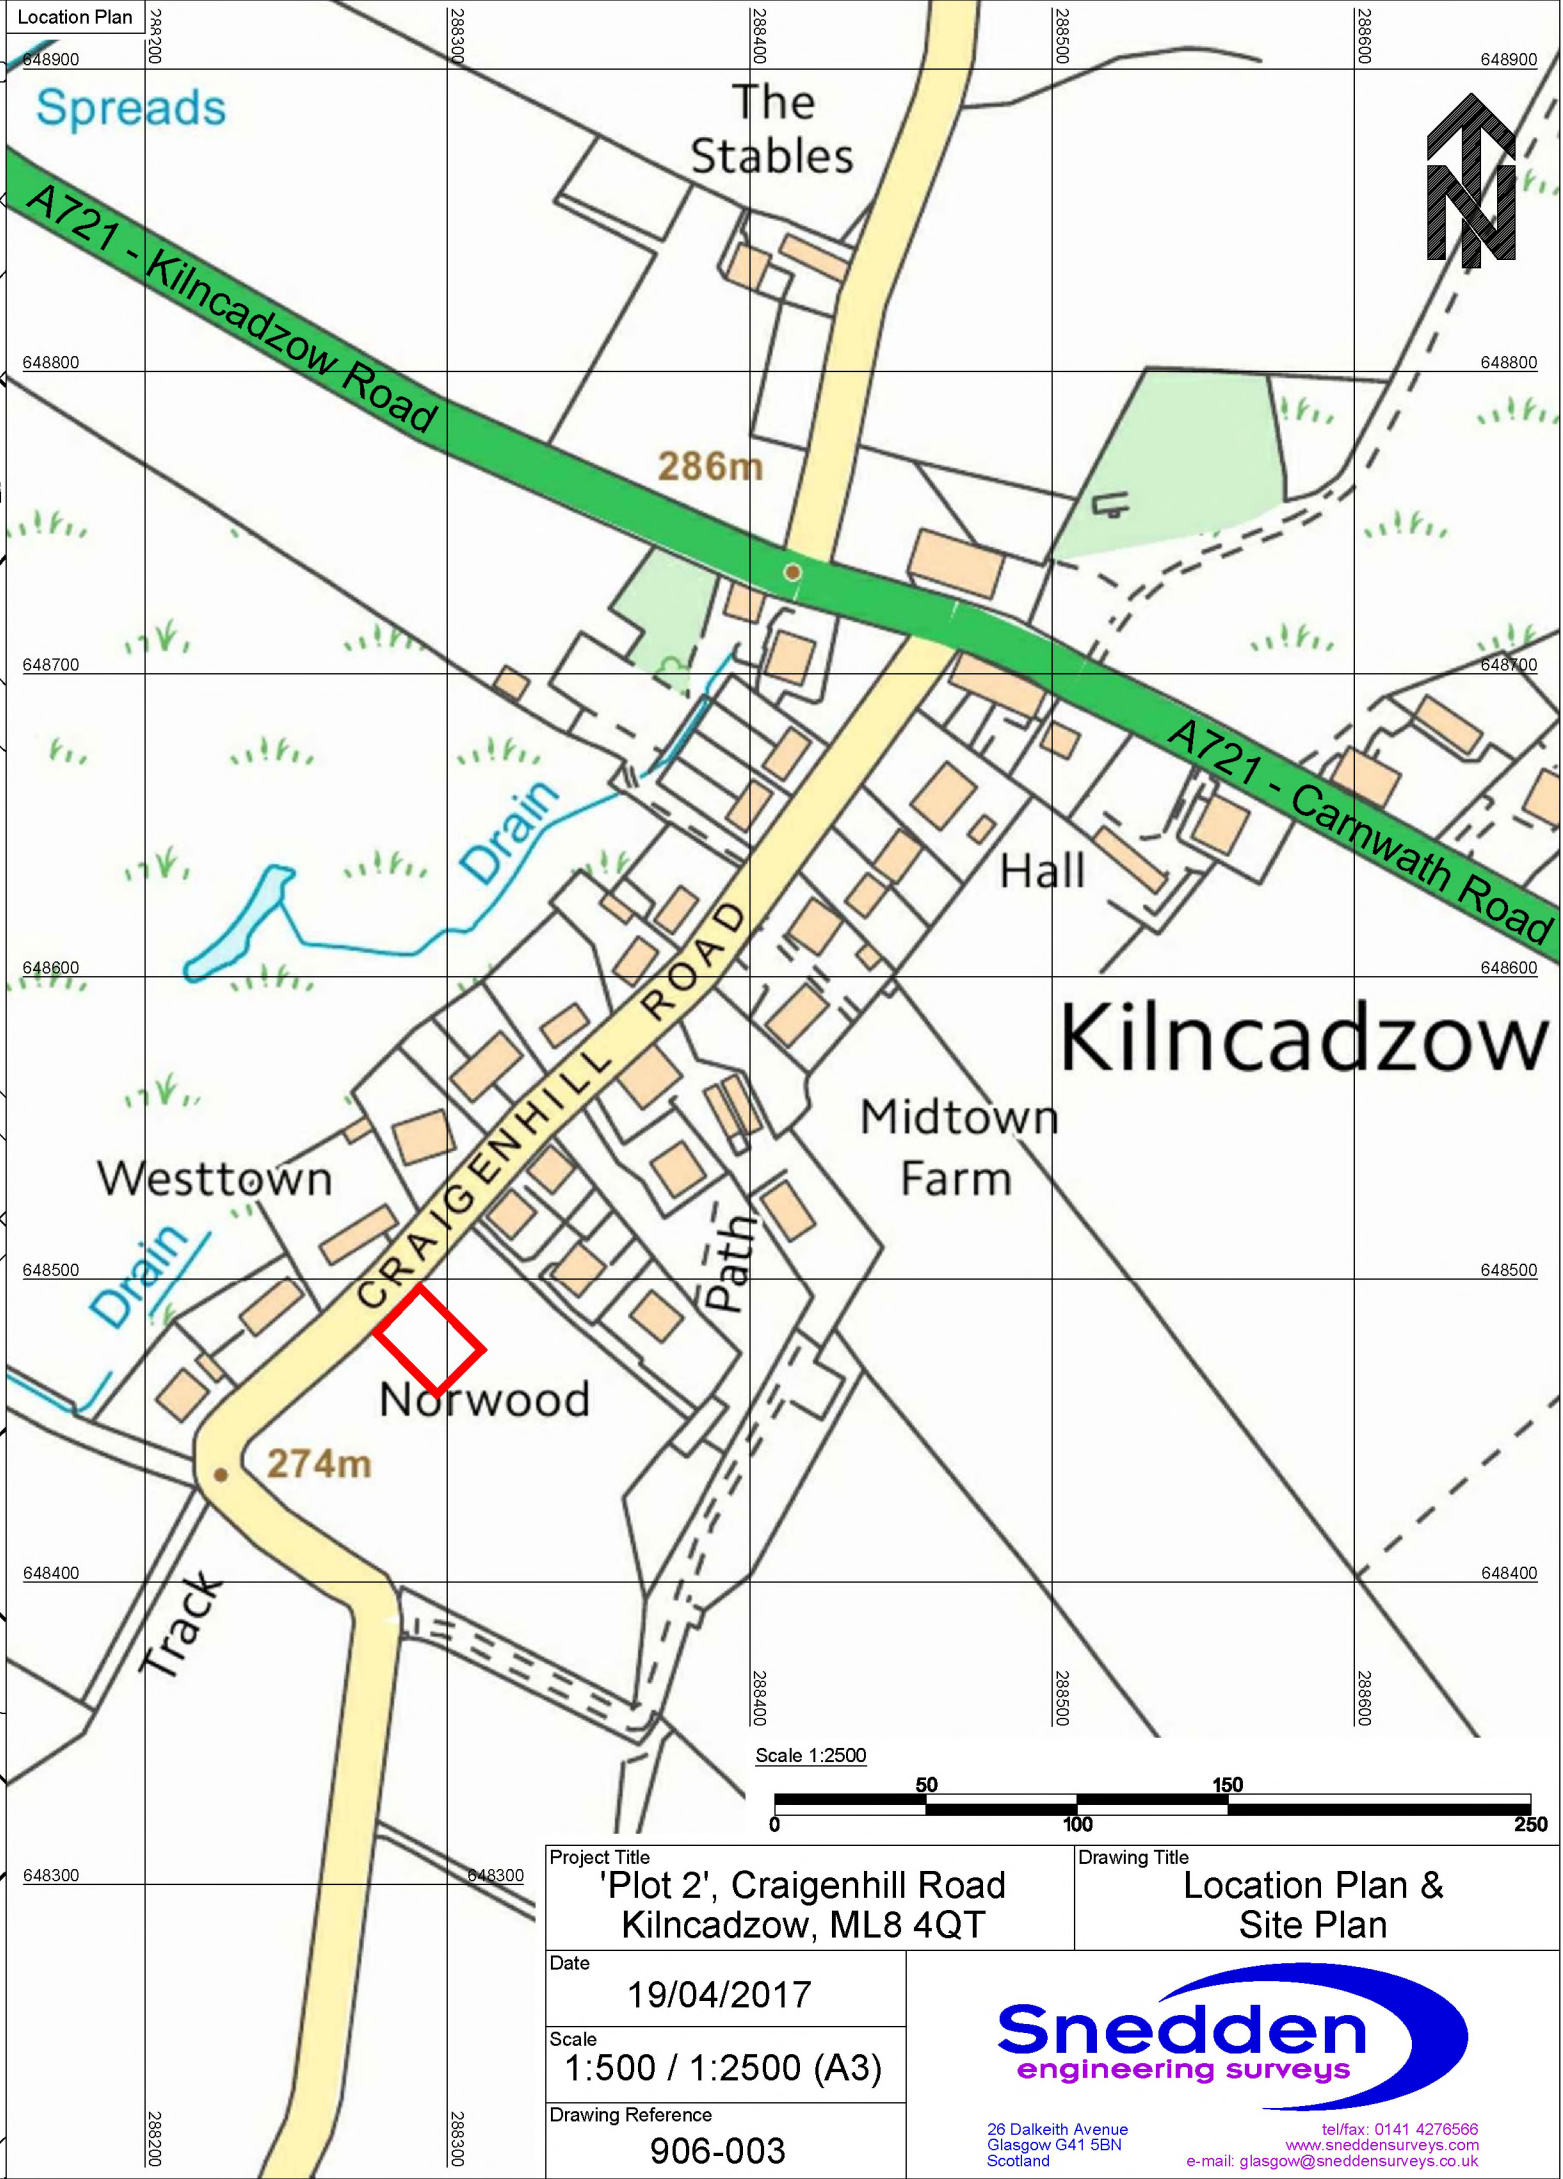 Location Plan
288200
288300
288400
288500
288600
648900
648900
Spreads
The
Stables
N
A721 - Kilncadzow Road
648800
648800
286m
648700
648700
A721 - Carnwath Road
Drain
Hall
CRAIGENHILL ROAD
648600
648600
Kilncadzow
Midtown
Farm
Westtown
Path
Drain
648500
648500
Norwood
274m
648400
648400
Track
288400
288500
288600
Scale 1:2500
50
150
0
100
250
648300
648300
Project Title
'Plot 2', Craigenhill Road
Kilncadzow, ML8 4QT
Drawing Title
Location Plan &
Site Plan
Date
19/04/2017
Scale
1:500 / 1:2500 (A3)
Drawing Reference
906-003
288200
288300
Snedden
engineering surveys
26 Dalkeith Avenue
Glasgow G41 5BN
Scotland
tel/fax: 0141 4276566
www.sneddensurveys.com
e-mail: glasgow@sneddensurveys.co.uk